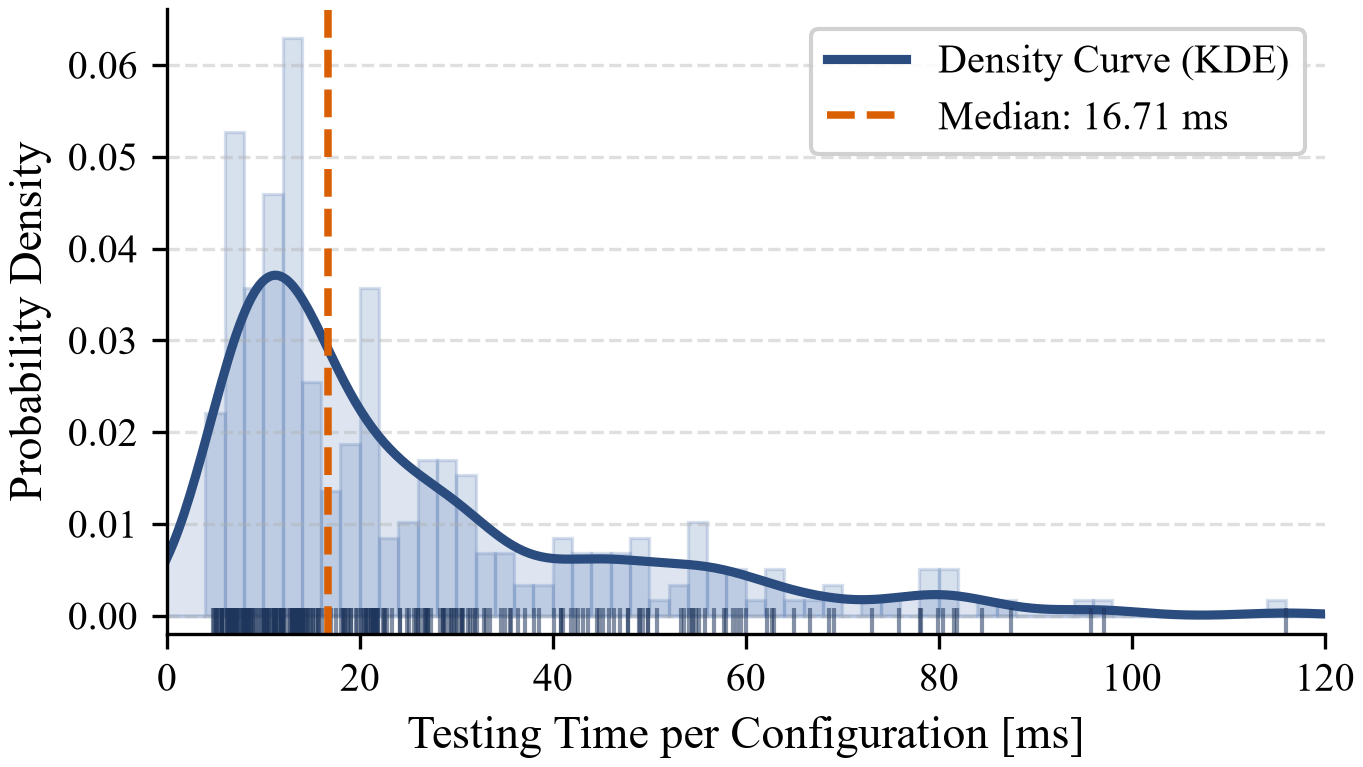 Density Curve (KDE)
Median: 16.71 ms
Probability Density
0.06
0.05
0.04
0.03
0.02
0.01
0.00
0 20 40 60 80 100 120
Testing Time per Configuration [ms]